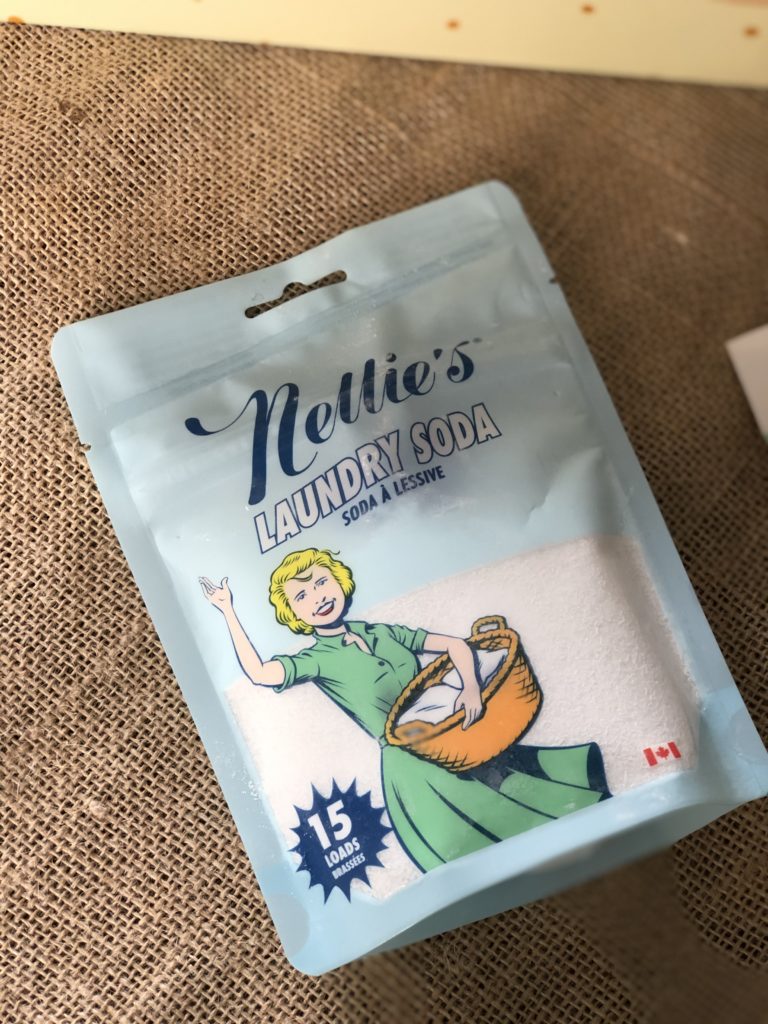 Nellie's
LAUNDRY SODA
SODA À LESSIVE
15
LOADS
BRASSÉES